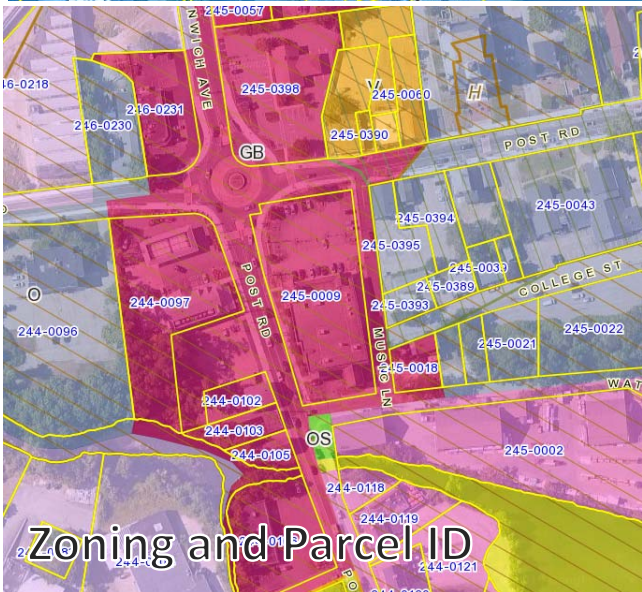 245-0057
NWICH AVE
46-0218
245-0398
246-0231
246-0230
V
245-0060
H
245-0390
POST RD
GB
245-0394
245-0043
245-0395
O
POST RD
COLLEGE ST
244-0097
245-0009
245-0389
245-0393
244-0096
MUSIC LN
245-0021
245-0022
45-0018
WAT
244-0102
244-0103
OS
244-0105
245-0002
244-0118
244-0119
Zoning and Parcel ID
244-0121
PO